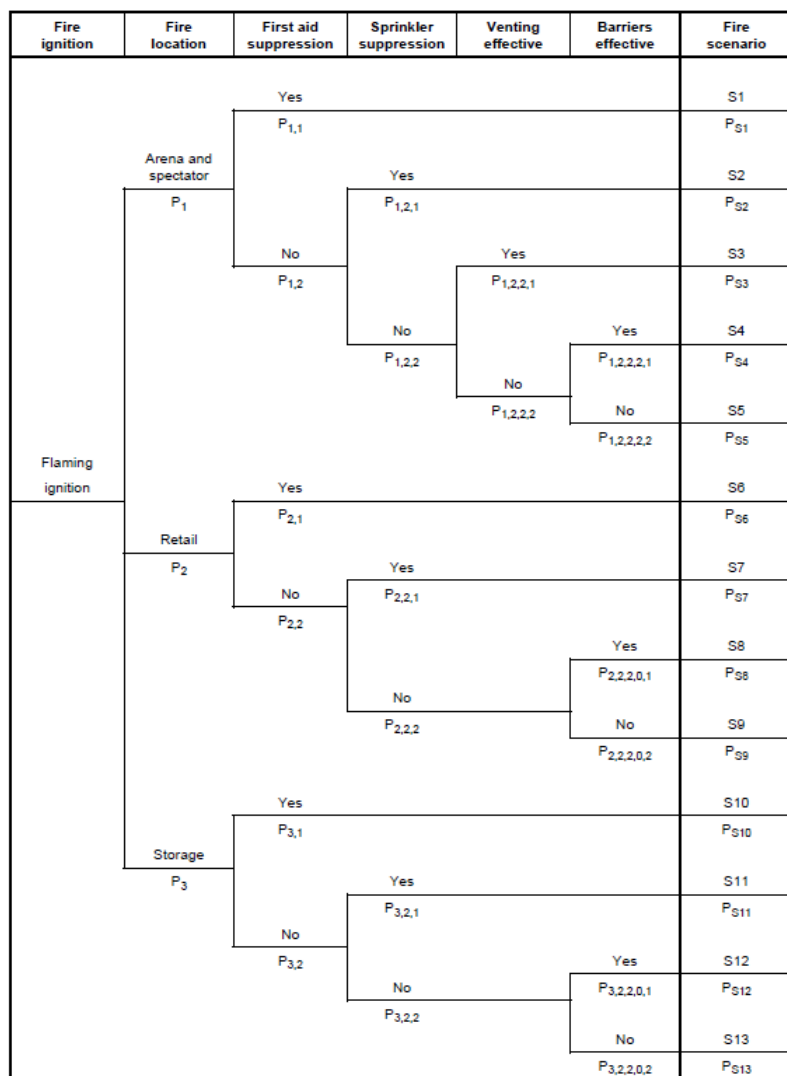 Fire ignition	Fire location	First aid suppression	Sprinkler suppression	Venting effective	Barriers effective	Fire scenario
Yes	S1
P1,1	PS1
Arena and
spectator	Yes	S2
P1	P1,2,1	PS2
No	Yes	S3
P1,2	P1,2,2,1	PS3
No	Yes	S4
P1,2,2	P1,2,2,2,1	PS4
No	No	S5
P1,2,2,2	P1,2,2,2,2	PS5
Flaming
ignition	Yes	S6
P2,1	PS6
Retail	Yes	S7
P2	P2,2,1	PS7
No
P2,2
Yes	S8
P2,2,2,0,1	PS8
No	No	S9
P2,2,2	P2,2,2,0,2	PS9
Yes	S10
P3,1	PS10
Storage	Yes	S11
P3	P3,2,1	PS11
No	Yes	S12
P3,2	P3,2,2,0,1	PS12
No
P3,2,2
No	S13
P3,2,2,0,2	PS13